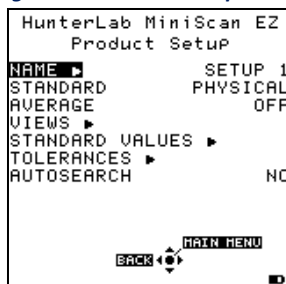 HunterLab MiniScan EZ
Product Setup
NAME ▶ SETUP 1
STANDARD PHYSICAL
AVERAGE OFF
VIEWS ▶
STANDARD VALUES ▶
TOLERANCES ▶
AUTOSEARCH NO
MAIN MENU
BACK